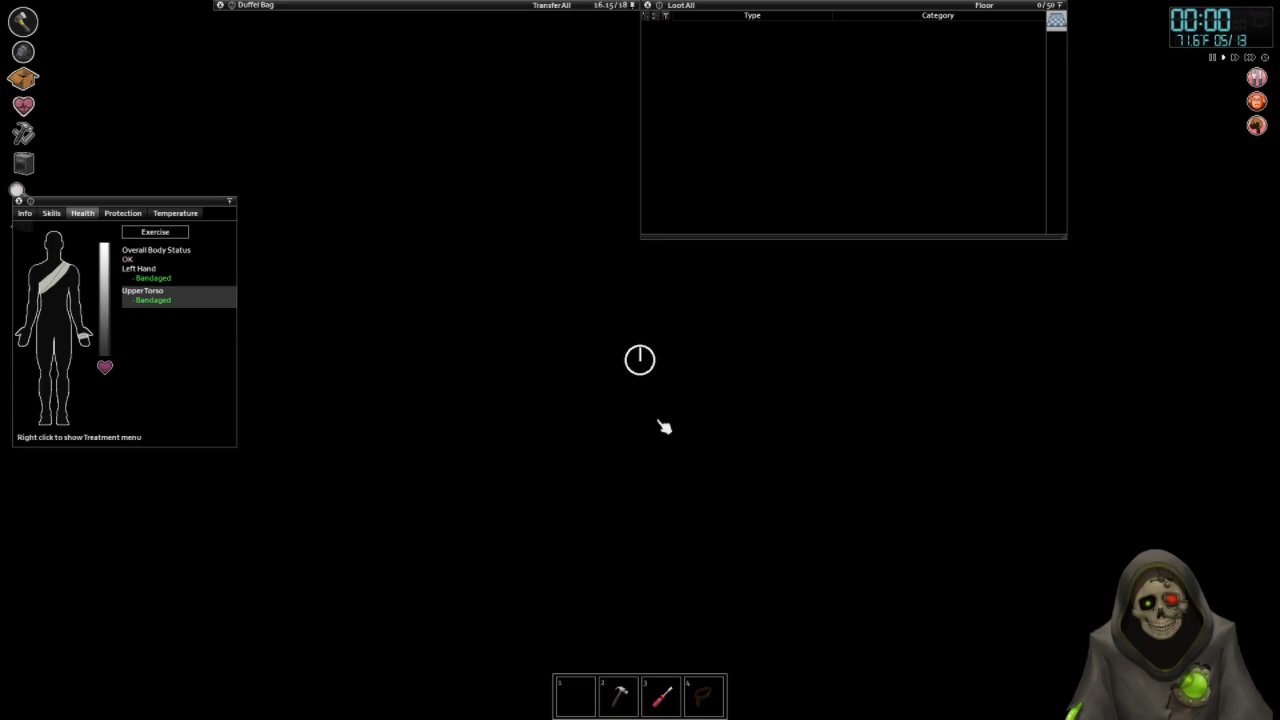 Duffel Bag Transfer All 16.15 / 18
Loot All Floor 0 / 50
Type Category
00:00
71.6°F 05/13
Info Skills Health Protection Temperature
Exercise
Overall Body Status
OK
Left Hand
- Bandaged
Upper Torso
- Bandaged
Right click to show Treatment menu
1 2 3 4